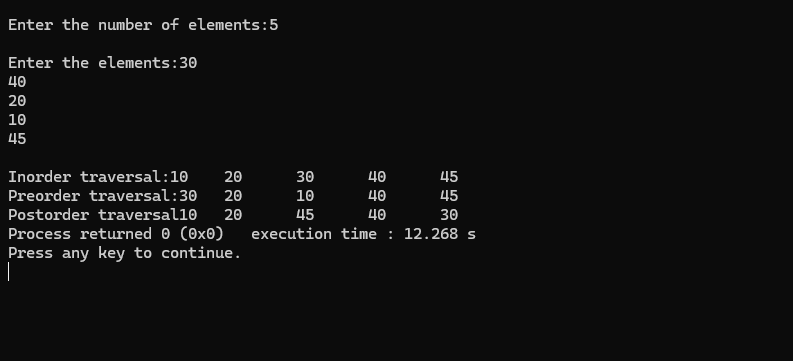 Enter the number of elements:5
Enter the elements:30
40
20
10
45
Inorder traversal:10    20      30      40      45
Preorder traversal:30   20      10      40      45
Postorder traversal10   20      45      40      30
Process returned 0 (0x0)   execution time : 12.268 s
Press any key to continue.